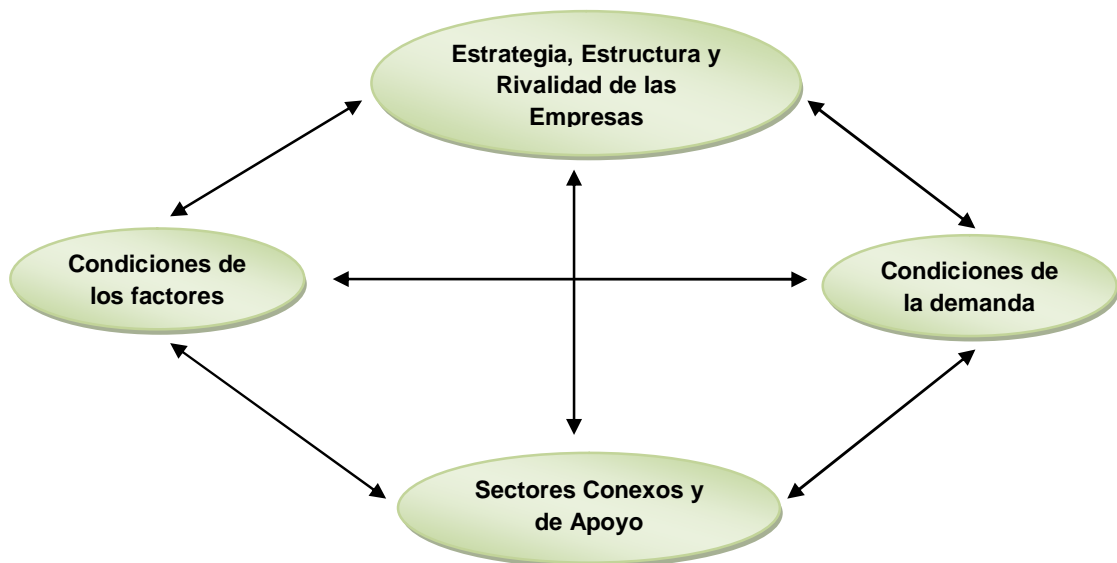 Estrategia, Estructura y
Rivalidad de las
Empresas
Condiciones de
los factores
Condiciones de
la demanda
Sectores Conexos y
de Apoyo